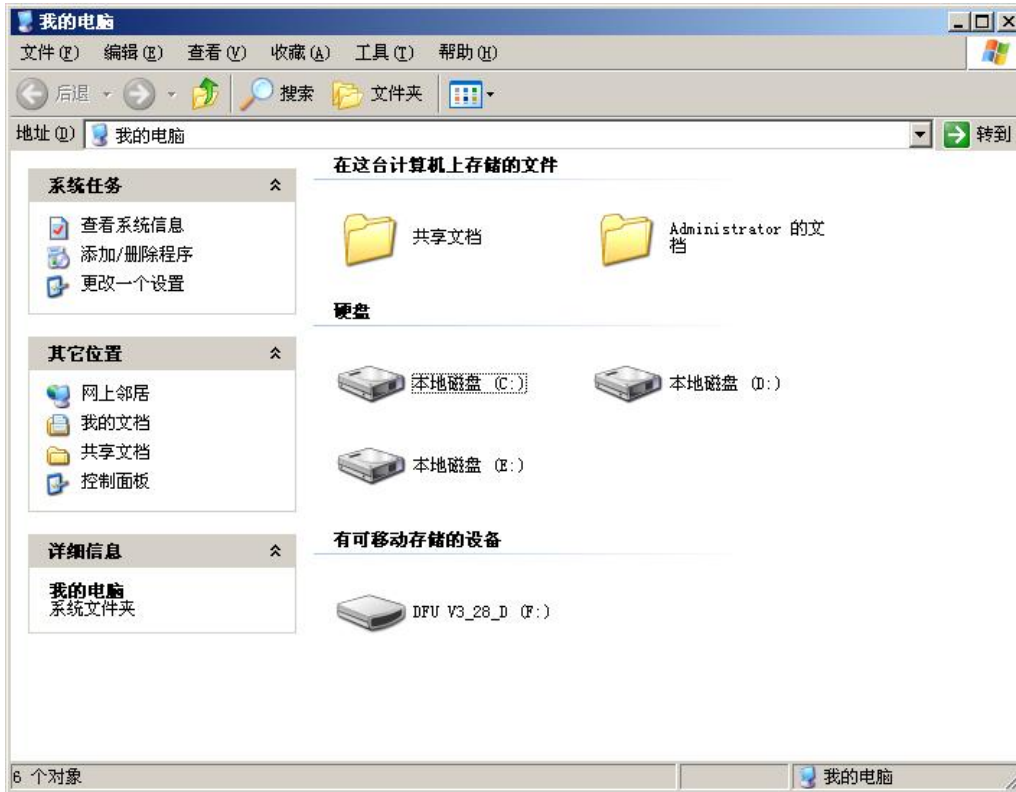 我的电脑
文件(F) 编辑(E) 查看(V) 收藏(A) 工具(T) 帮助(H)
后退 搜索 文件夹
地址(D) 我的电脑 转到
系统任务
查看系统信息
添加/删除程序
更改一个设置
其它位置
网上邻居
我的文档
共享文档
控制面板
详细信息
我的电脑
系统文件夹
在这台计算机上存储的文件
共享文档
Administrator 的文
档
硬盘
本地磁盘 (C:)
本地磁盘 (D:)
本地磁盘 (E:)
有可移动存储的设备
DFU V3_28_D (F:)
6 个对象
我的电脑